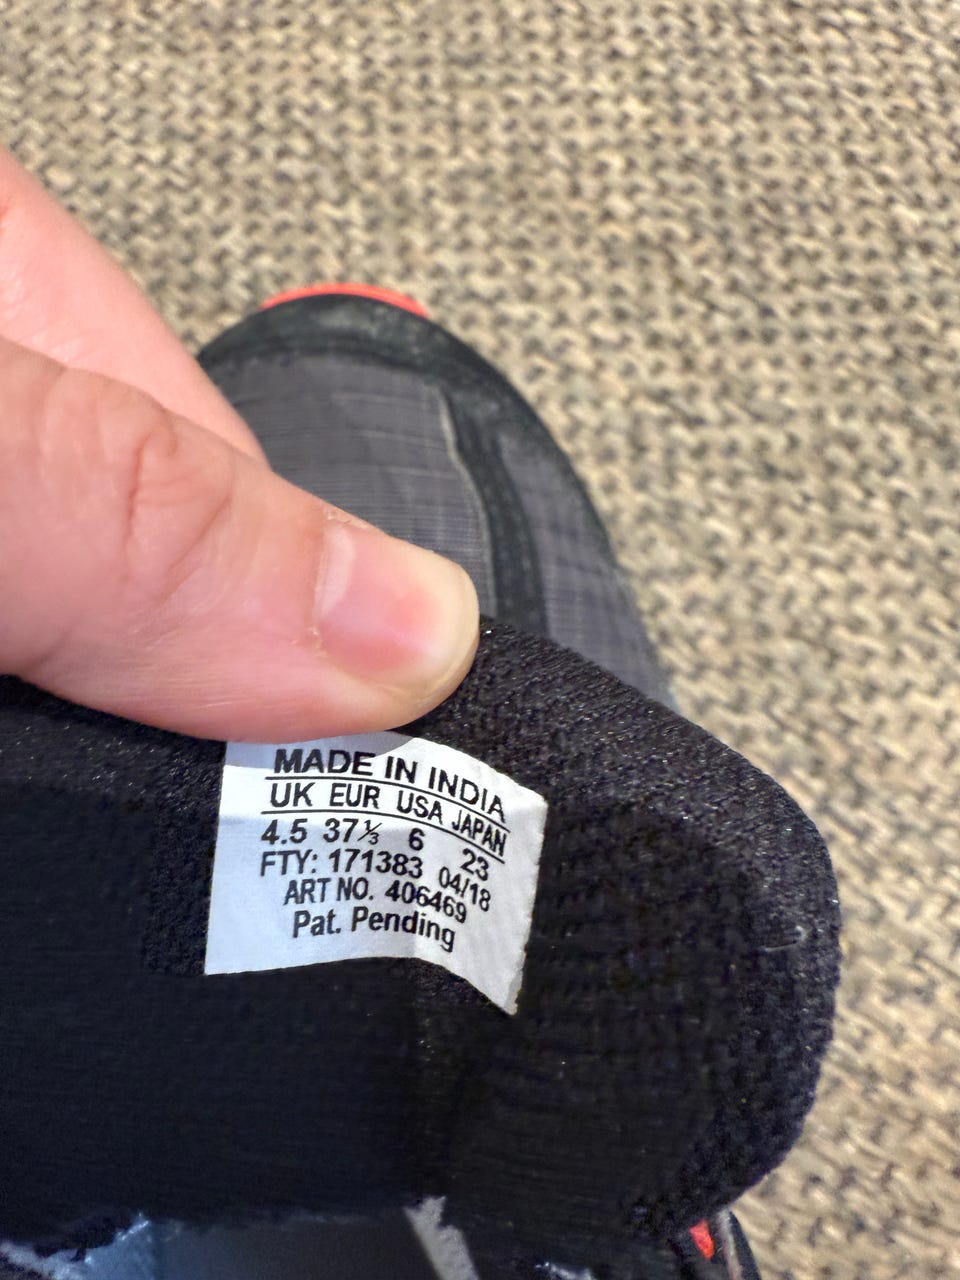 MADE IN INDIA
UK EUR USA JAPAN
4.5 37⅓ 6 23
FTY: 171383 04/18
ART NO. 406469
Pat. Pending